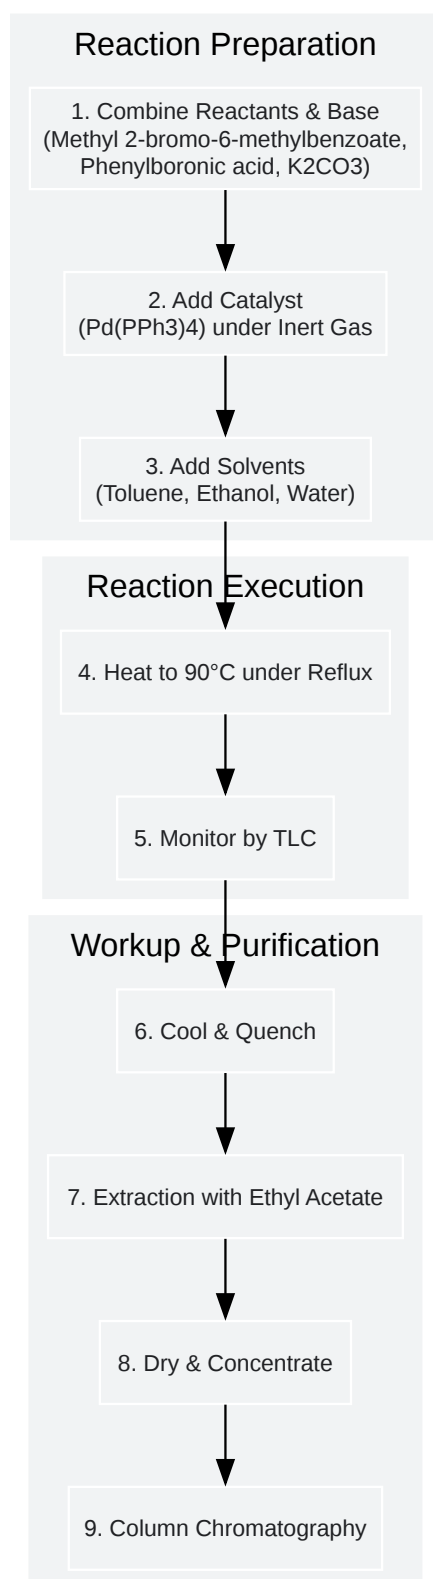 Reaction Preparation
1. Combine Reactants & Base
(Methyl 2-bromo-6-methylbenzoate,
Phenylboronic acid, K2CO3)
2. Add Catalyst
(Pd(PPh3)4) under Inert Gas
3. Add Solvents
(Toluene, Ethanol, Water)
Reaction Execution
4. Heat to 90°C under Reflux
5. Monitor by TLC
Workup & Purification
6. Cool & Quench
7. Extraction with Ethyl Acetate
8. Dry & Concentrate
9. Column Chromatography